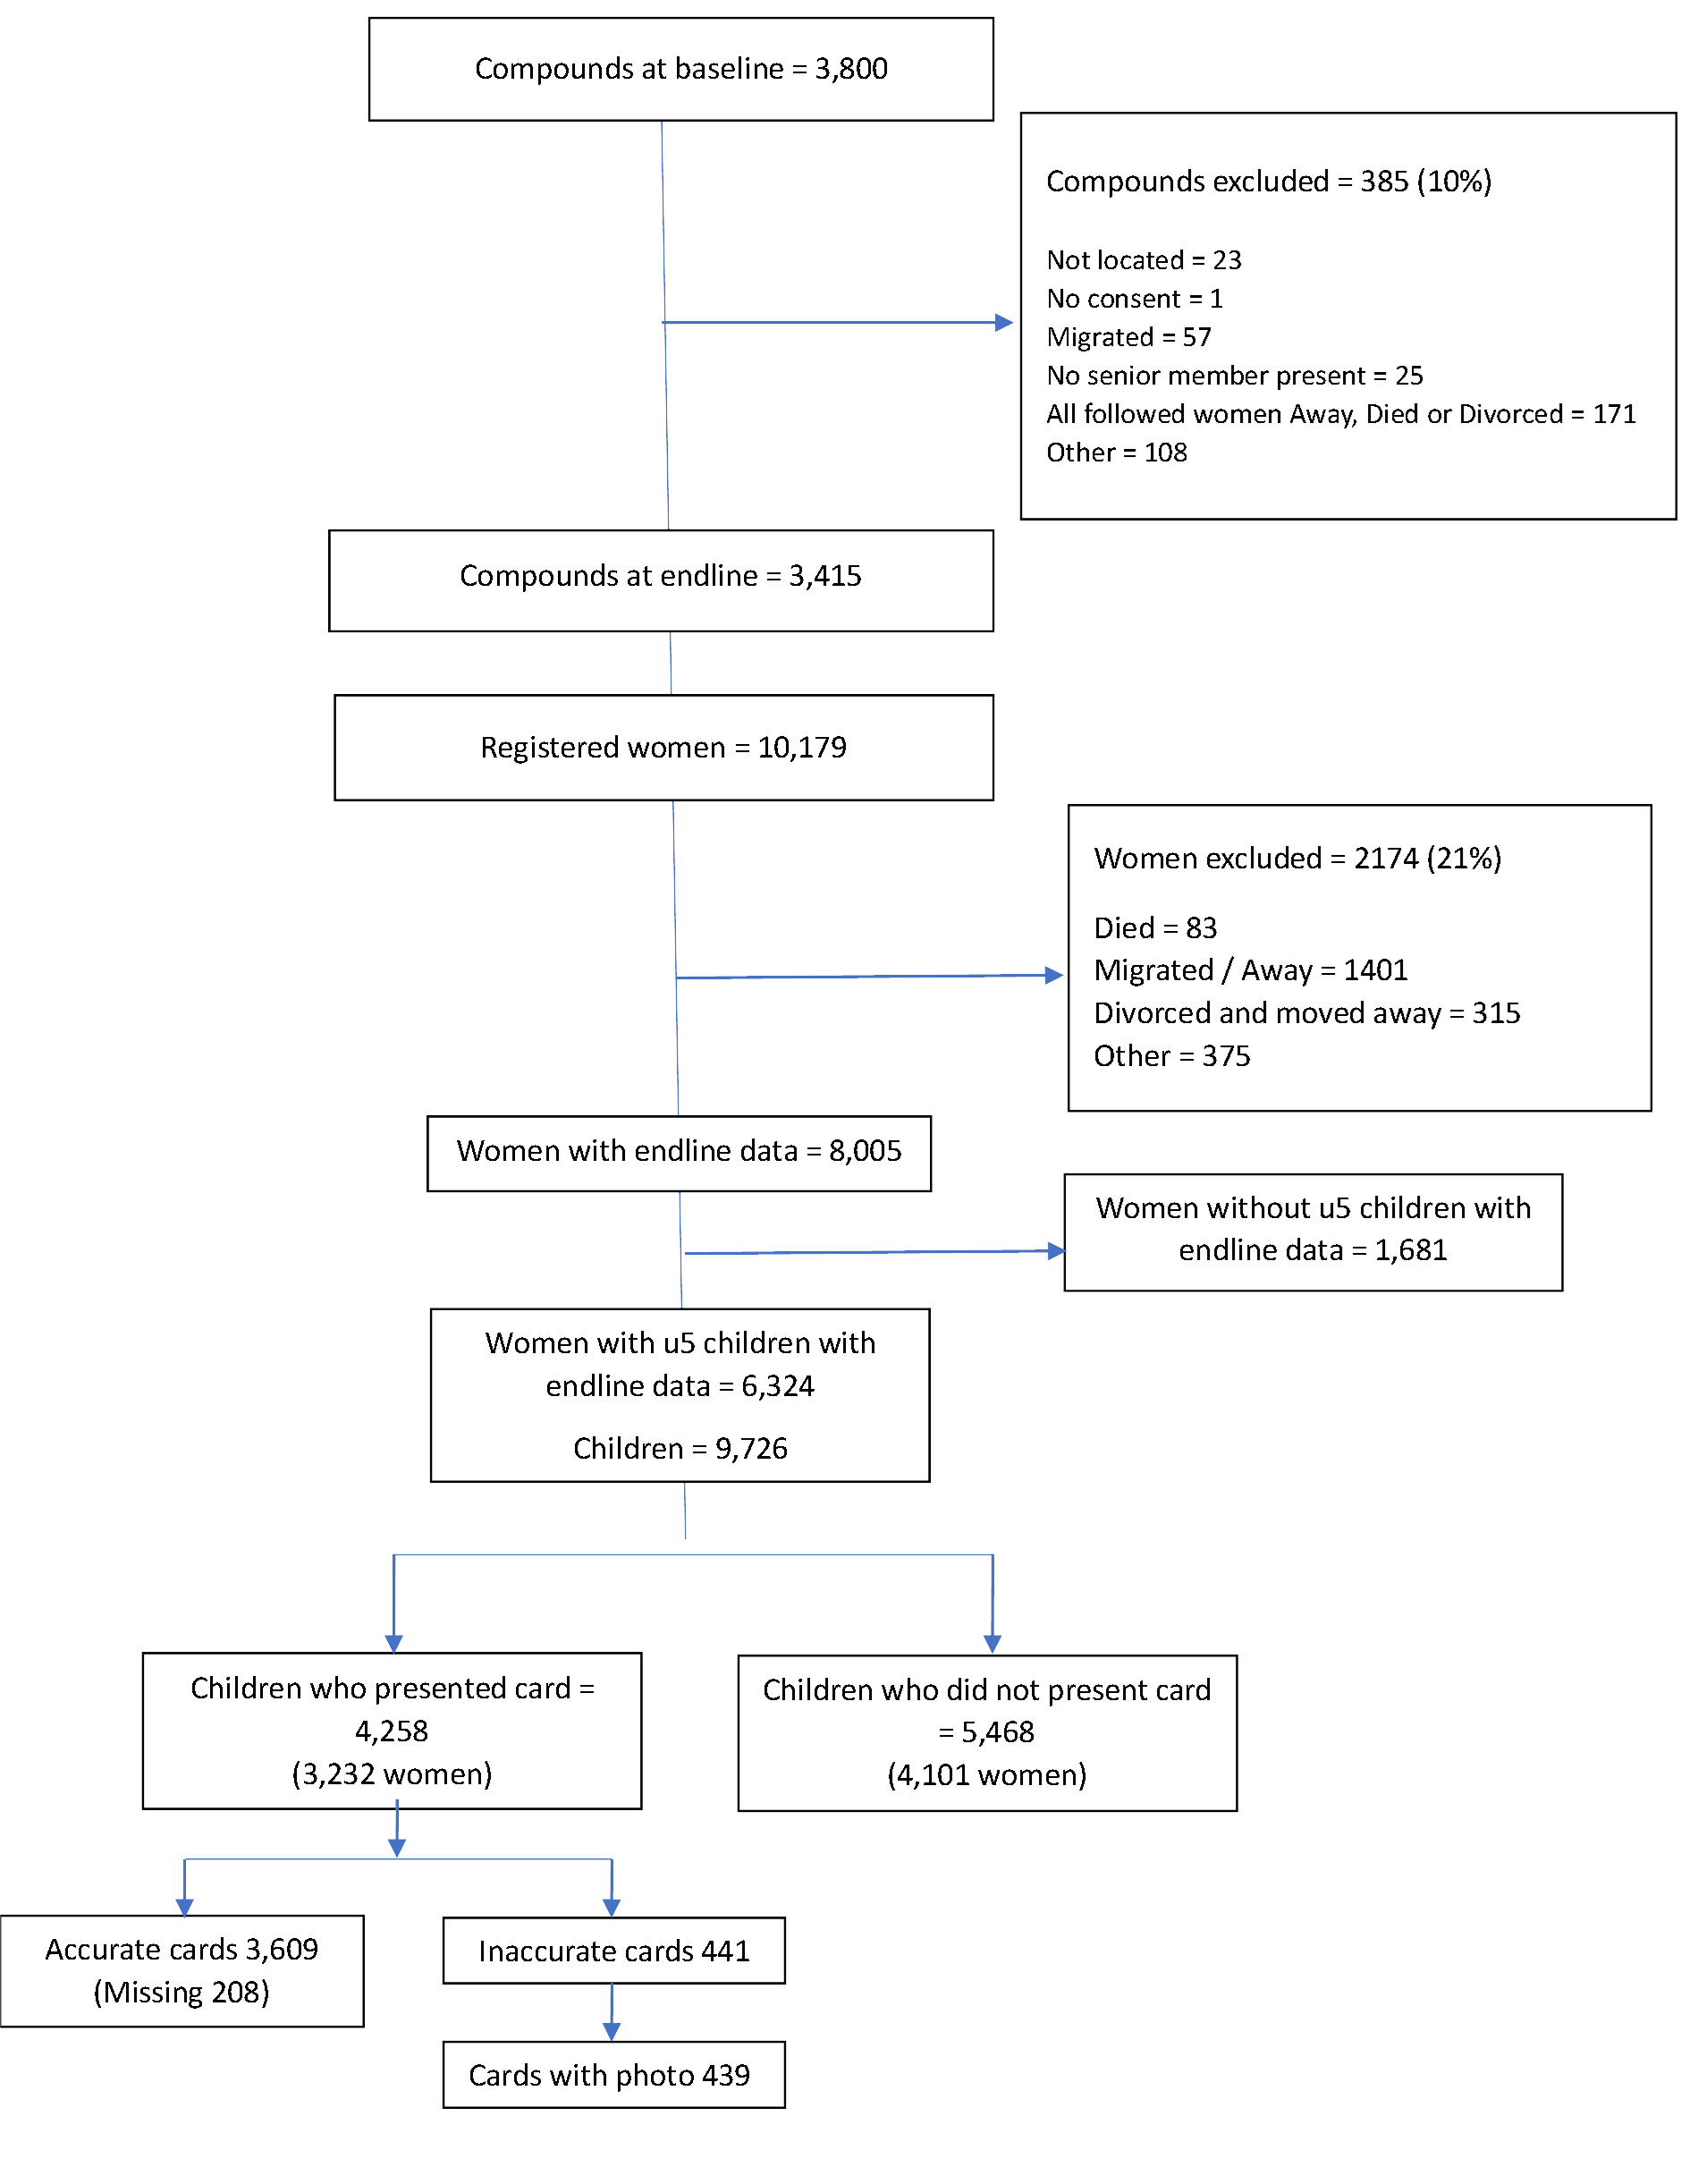 Compounds at baseline = 3,800
Compounds excluded = 385 (10%)
Not located = 23
No consent = 1
Migrated = 57
No senior member present = 25
All followed women Away, Died or Divorced = 171
Other = 108
Compounds at endline = 3,415
Registered women = 10,179
Women excluded = 2174 (21%)
Died = 83
Migrated / Away = 1401
Divorced and moved away = 315
Other = 375
Women with endline data = 8,005
Women without u5 children with
endline data = 1,681
Women with u5 children with
endline data = 6,324
Children = 9,726
Children who presented card =
4,258
(3,232 women)
Children who did not present card
= 5,468
(4,101 women)
Accurate cards 3,609
(Missing 208)
Inaccurate cards 441
Cards with photo 439